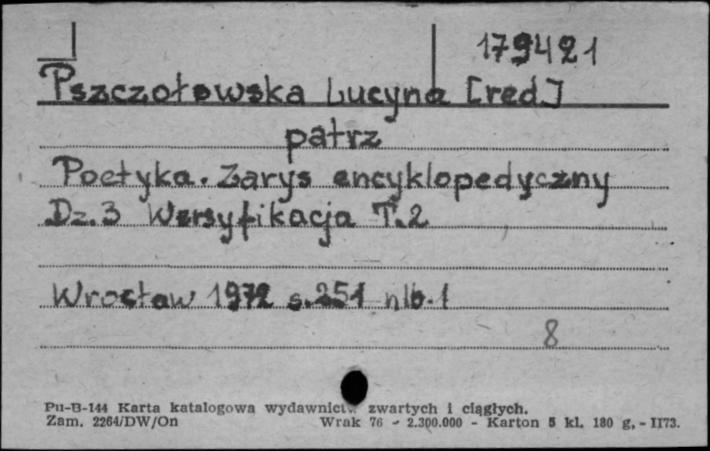 179421
Pszczołowska Lucyna [red.]
patrz
Poetyka. Zarys encyklopedyczny
Dz. 3 Wersyfikacja T. 2
Wrocław 1972 s. 251 nlb. 1
8
Pu-B-144 Karta katalogowa wydawnictw zwartych i ciągłych.
Zam. 2264/DW/On Wrak 76 - 2.300.000 - Karton 5 kl. 180 g. - II73.